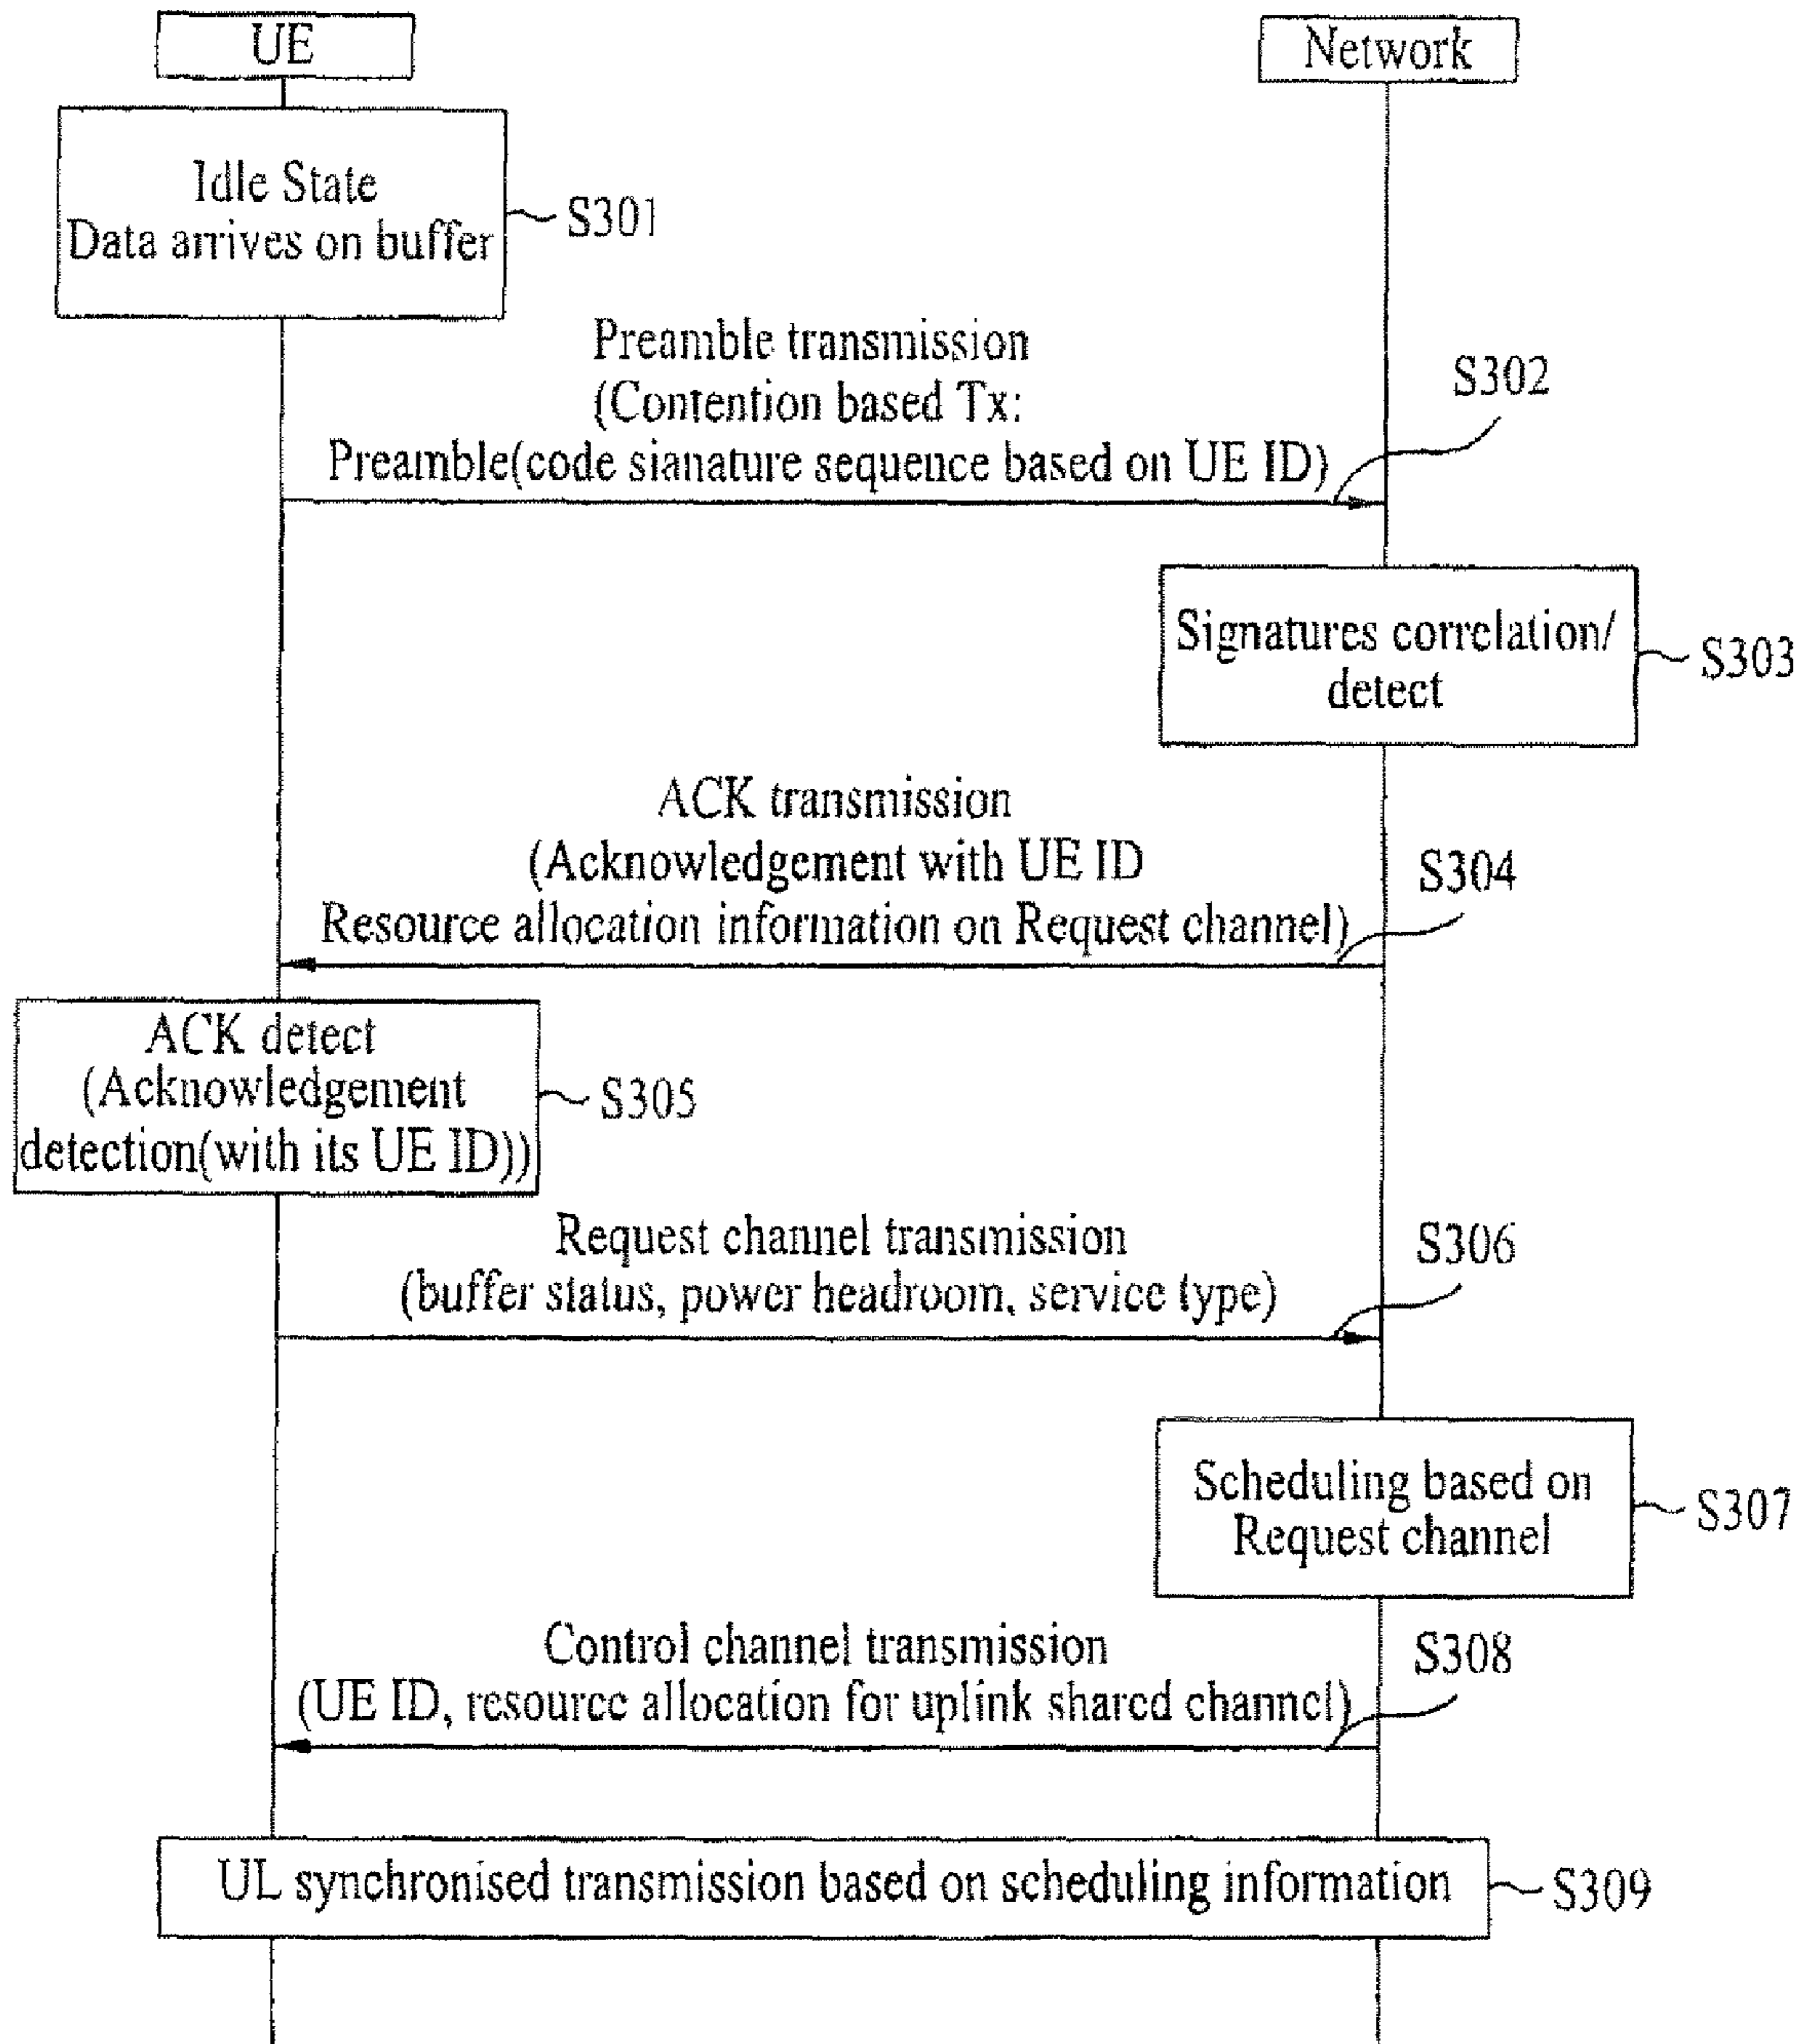 UE
Network
Idle State
Data arrives on buffer
S301
Preamble transmission
(Contention based Tx:
Preamble(code sianature sequence based on UE ID)
S302
Signatures correlation/
detect
S303
ACK transmission
(Acknowledgement with UE ID
Resource allocation information on Request channel)
S304
ACK detect
(Acknowledgement
detection(with its UE ID))
S305
Request channel transmission
(buffer status, power headroom, service type)
S306
Scheduling based on
Request channel
S307
Control channel transmission
(UE ID, resource allocation for uplink shared channel)
S308
UL synchronised transmission based on scheduling information
S309